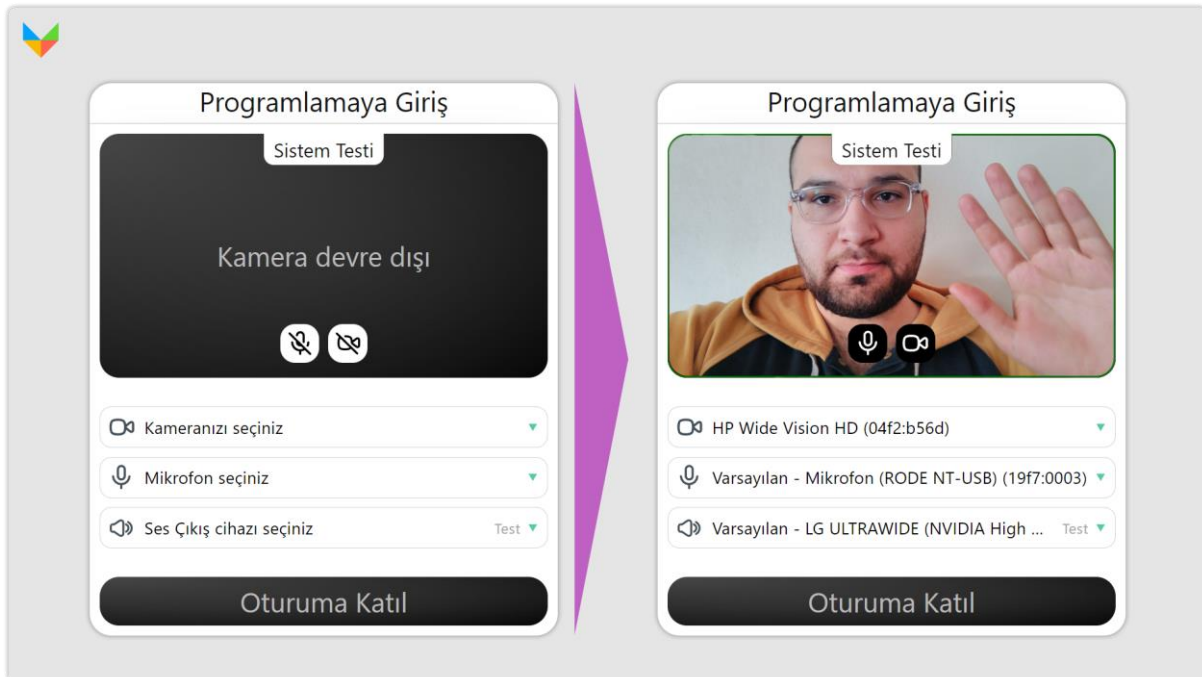 Programlamaya Giriş
Sistem Testi
Kamera devre dışı
Kameranızı seçiniz
Mikrofon seçiniz
Ses Çıkış cihazı seçiniz Test
Oturuma Katıl
Programlamaya Giriş
Sistem Testi
HP Wide Vision HD (04f2:b56d)
Varsayılan - Mikrofon (RODE NT-USB) (19f7:0003)
Varsayılan - LG ULTRAWIDE (NVIDIA High ... Test
Oturuma Katıl